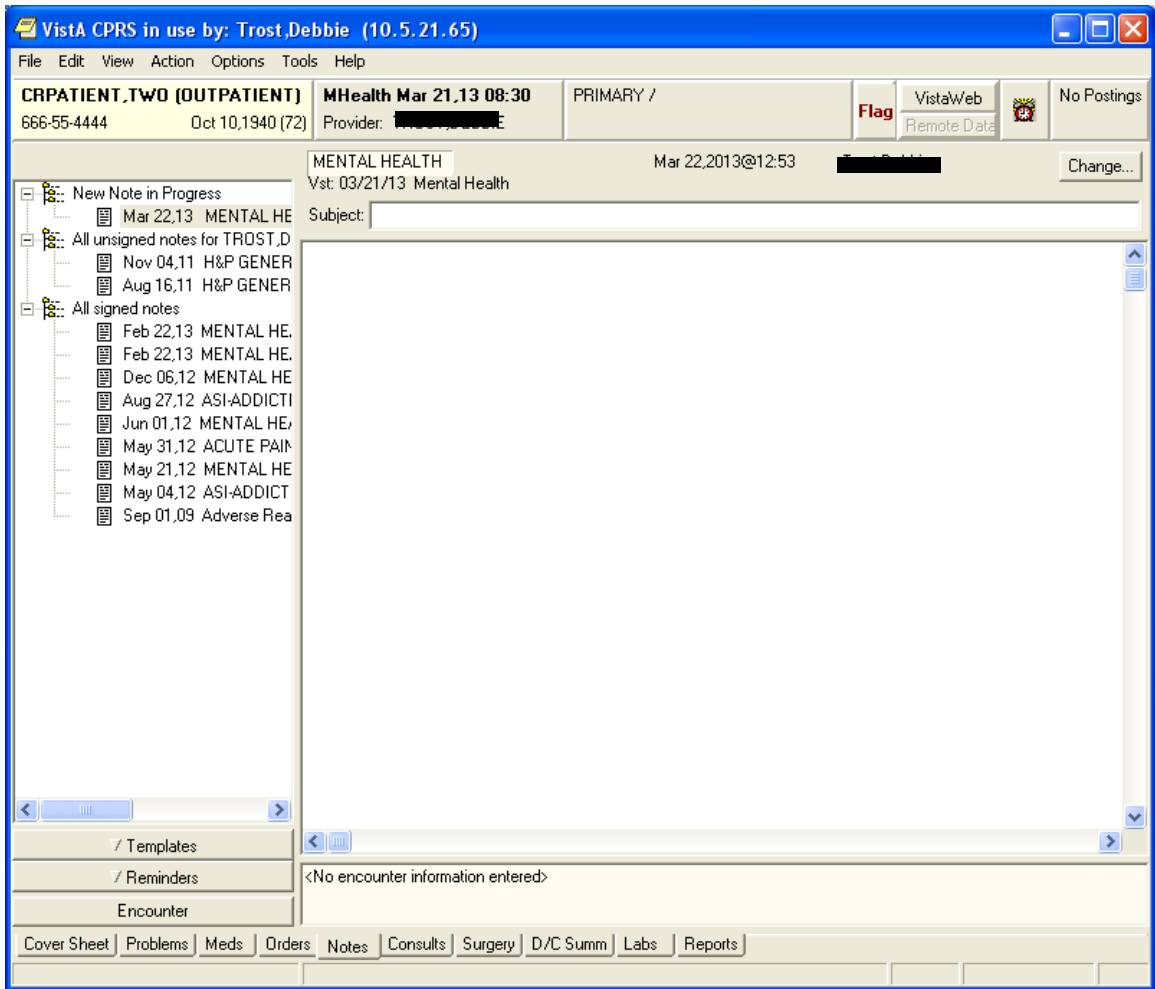 VistA CPRS in use by: Trost,Debbie (10.5.21.65)
File Edit View Action Options Tools Help
CRPATIENT,TWO (OUTPATIENT) MHealth Mar 21,13 08:30 PRIMARY / Flag VistaWeb No Postings
666-55-4444 Oct 10,1940 (72) Provider: Remote Data
MENTAL HEALTH Mar 22,2013@12:53 Change...
Vst: 03/21/13 Mental Health
Subject:
New Note in Progress
Mar 22,13 MENTAL HE
All unsigned notes for TROST,D
Nov 04,11 H&P GENER
Aug 16,11 H&P GENER
All signed notes
Feb 22,13 MENTAL HE
Feb 22,13 MENTAL HE
Dec 06,12 MENTAL HE
Aug 27,12 ASI-ADDICTI
Jun 01,12 MENTAL HEA
May 31,12 ACUTE PAIN
May 21,12 MENTAL HE
May 04,12 ASI-ADDICT
Sep 01,09 Adverse Rea
Templates
Reminders
Encounter
<No encounter information entered>
Cover Sheet Problems Meds Orders Notes Consults Surgery D/C Summ Labs Reports